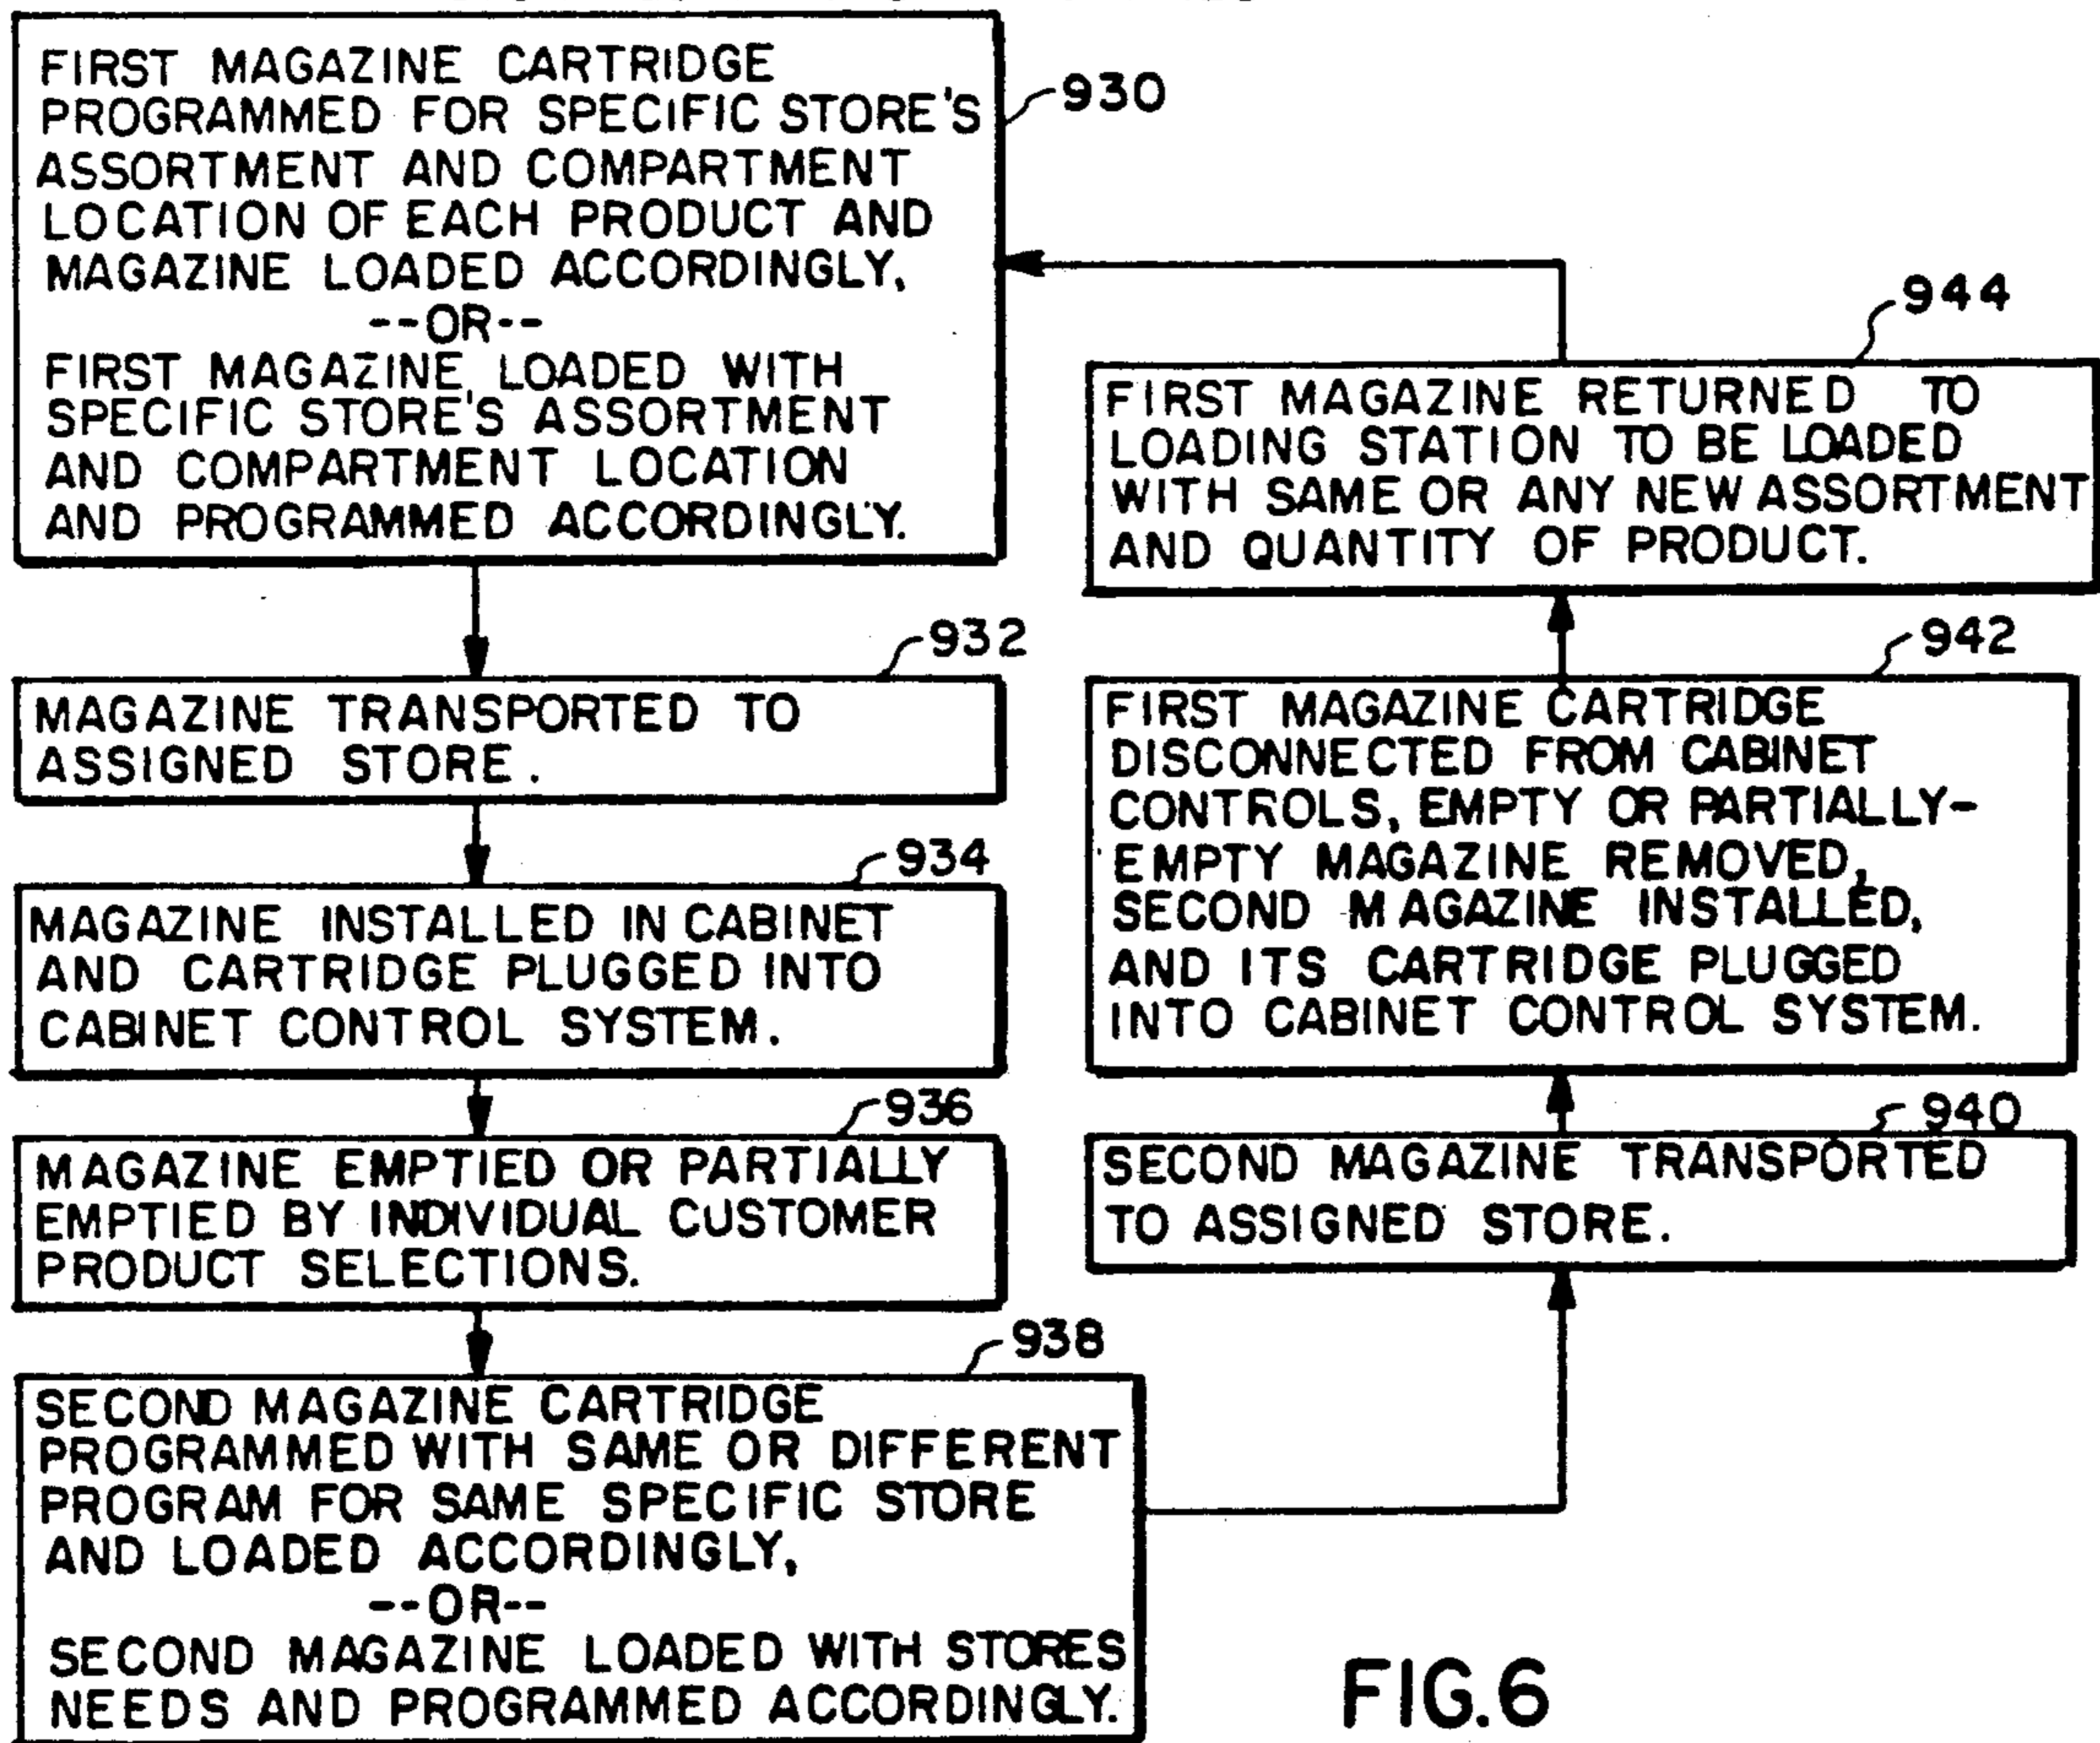 FIRST MAGAZINE CARTRIDGE
PROGRAMMED FOR SPECIFIC STORE'S
ASSORTMENT AND COMPARTMENT
LOCATION OF EACH PRODUCT AND
MAGAZINE LOADED ACCORDINGLY,
--OR--
FIRST MAGAZINE LOADED WITH
SPECIFIC STORE'S ASSORTMENT
AND COMPARTMENT LOCATION
AND PROGRAMMED ACCORDINGLY.
930
932
MAGAZINE TRANSPORTED TO
ASSIGNED STORE.
934
MAGAZINE INSTALLED IN CABINET
AND CARTRIDGE PLUGGED INTO
CABINET CONTROL SYSTEM.
936
MAGAZINE EMPTIED OR PARTIALLY
EMPTIED BY INDIVIDUAL CUSTOMER
PRODUCT SELECTIONS.
938
SECOND MAGAZINE CARTRIDGE
PROGRAMMED WITH SAME OR DIFFERENT
PROGRAM FOR SAME SPECIFIC STORE
AND LOADED ACCORDINGLY,
--OR--
SECOND MAGAZINE LOADED WITH STORES
NEEDS AND PROGRAMMED ACCORDINGLY.
940
SECOND MAGAZINE TRANSPORTED
TO ASSIGNED STORE.
942
FIRST MAGAZINE CARTRIDGE
DISCONNECTED FROM CABINET
CONTROLS, EMPTY OR PARTIALLY-
EMPTY MAGAZINE REMOVED,
SECOND MAGAZINE INSTALLED,
AND ITS CARTRIDGE PLUGGED
INTO CABINET CONTROL SYSTEM.
944
FIRST MAGAZINE RETURNED TO
LOADING STATION TO BE LOADED
WITH SAME OR ANY NEW ASSORTMENT
AND QUANTITY OF PRODUCT.
FIG.6